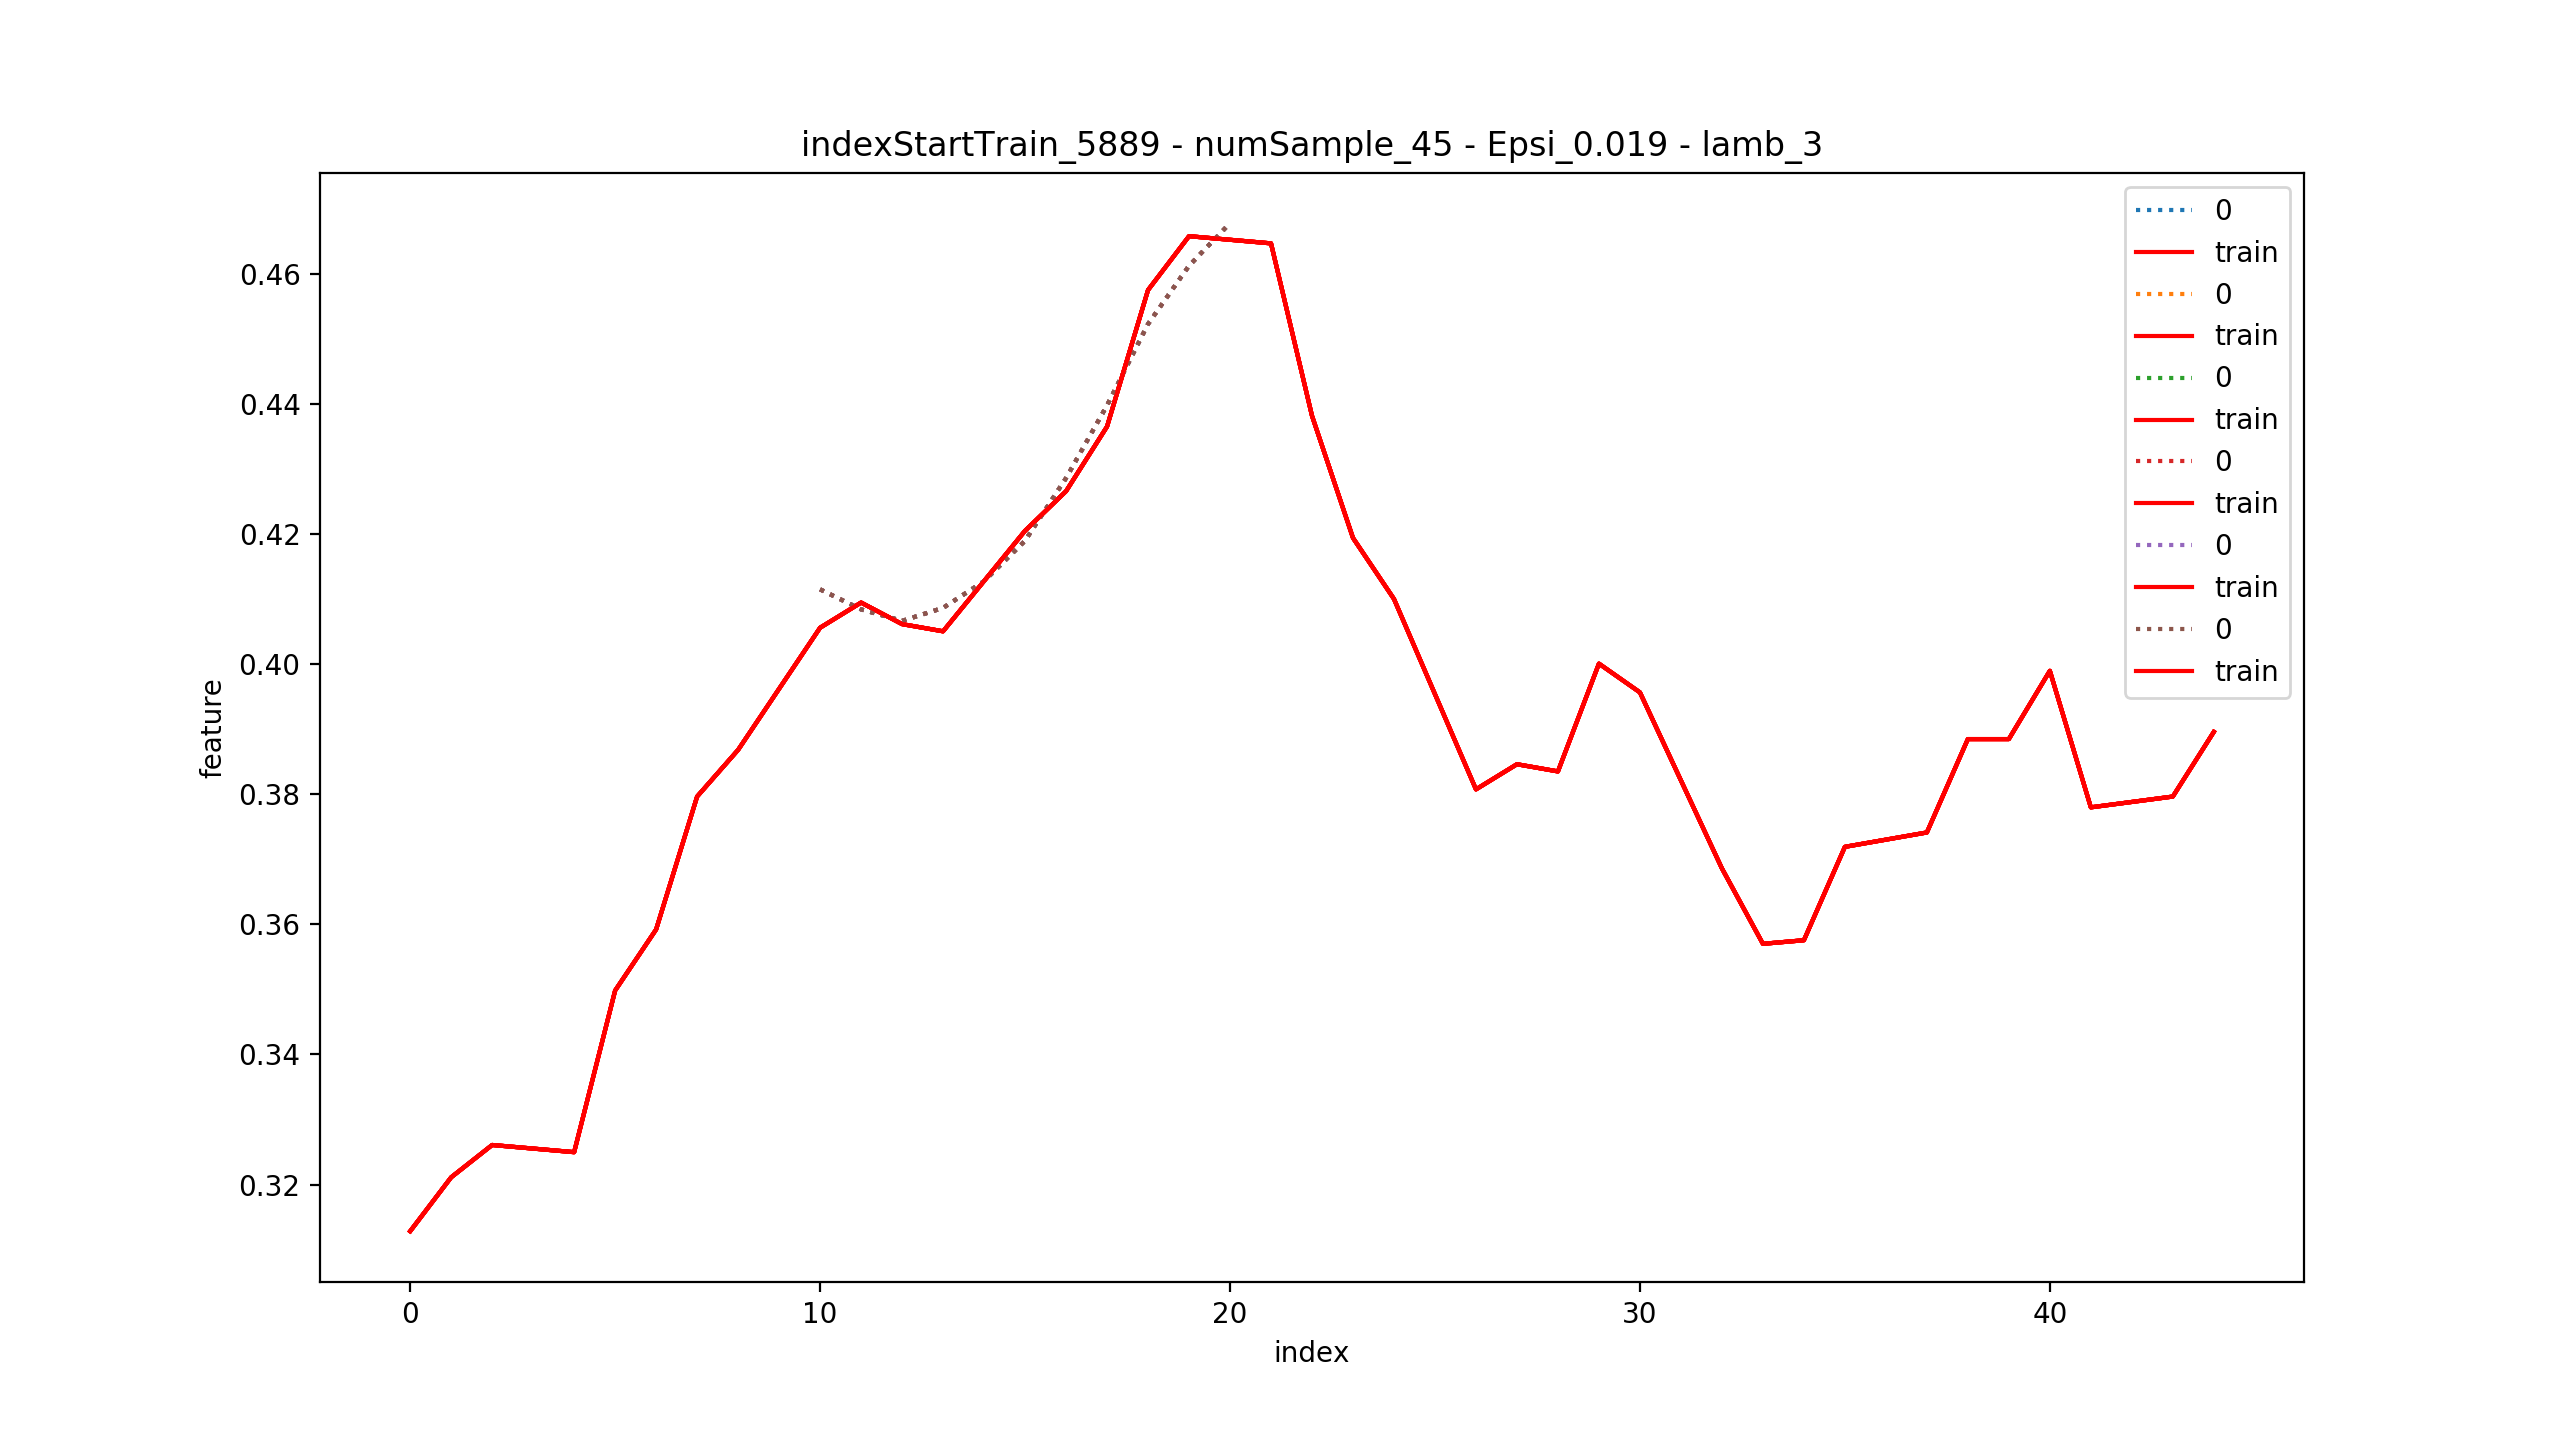 indexStartTrain_5889 - numSample_45 - Epsi_0.019 - lamb_3
0
train
0
train
0
train
0
train
0
train
0
train
0.46
0.44
0.42
0.40
0.38
0.36
0.34
0.32
feature
0 10 20 30 40
index